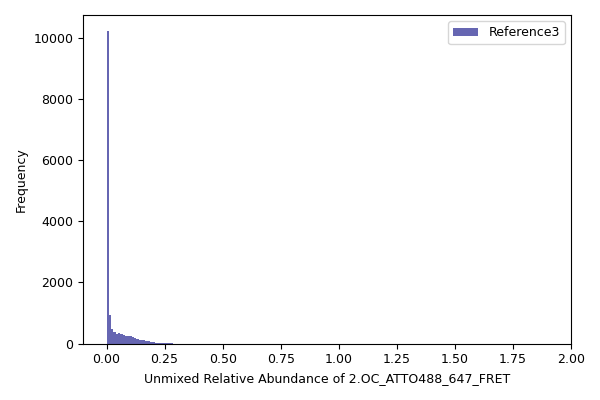 Reference3
10000
8000
6000
4000
2000
0
Frequency
0.00 0.25 0.50 0.75 1.00 1.25 1.50 1.75 2.00
Unmixed Relative Abundance of 2.OC_ATTO488_647_FRET